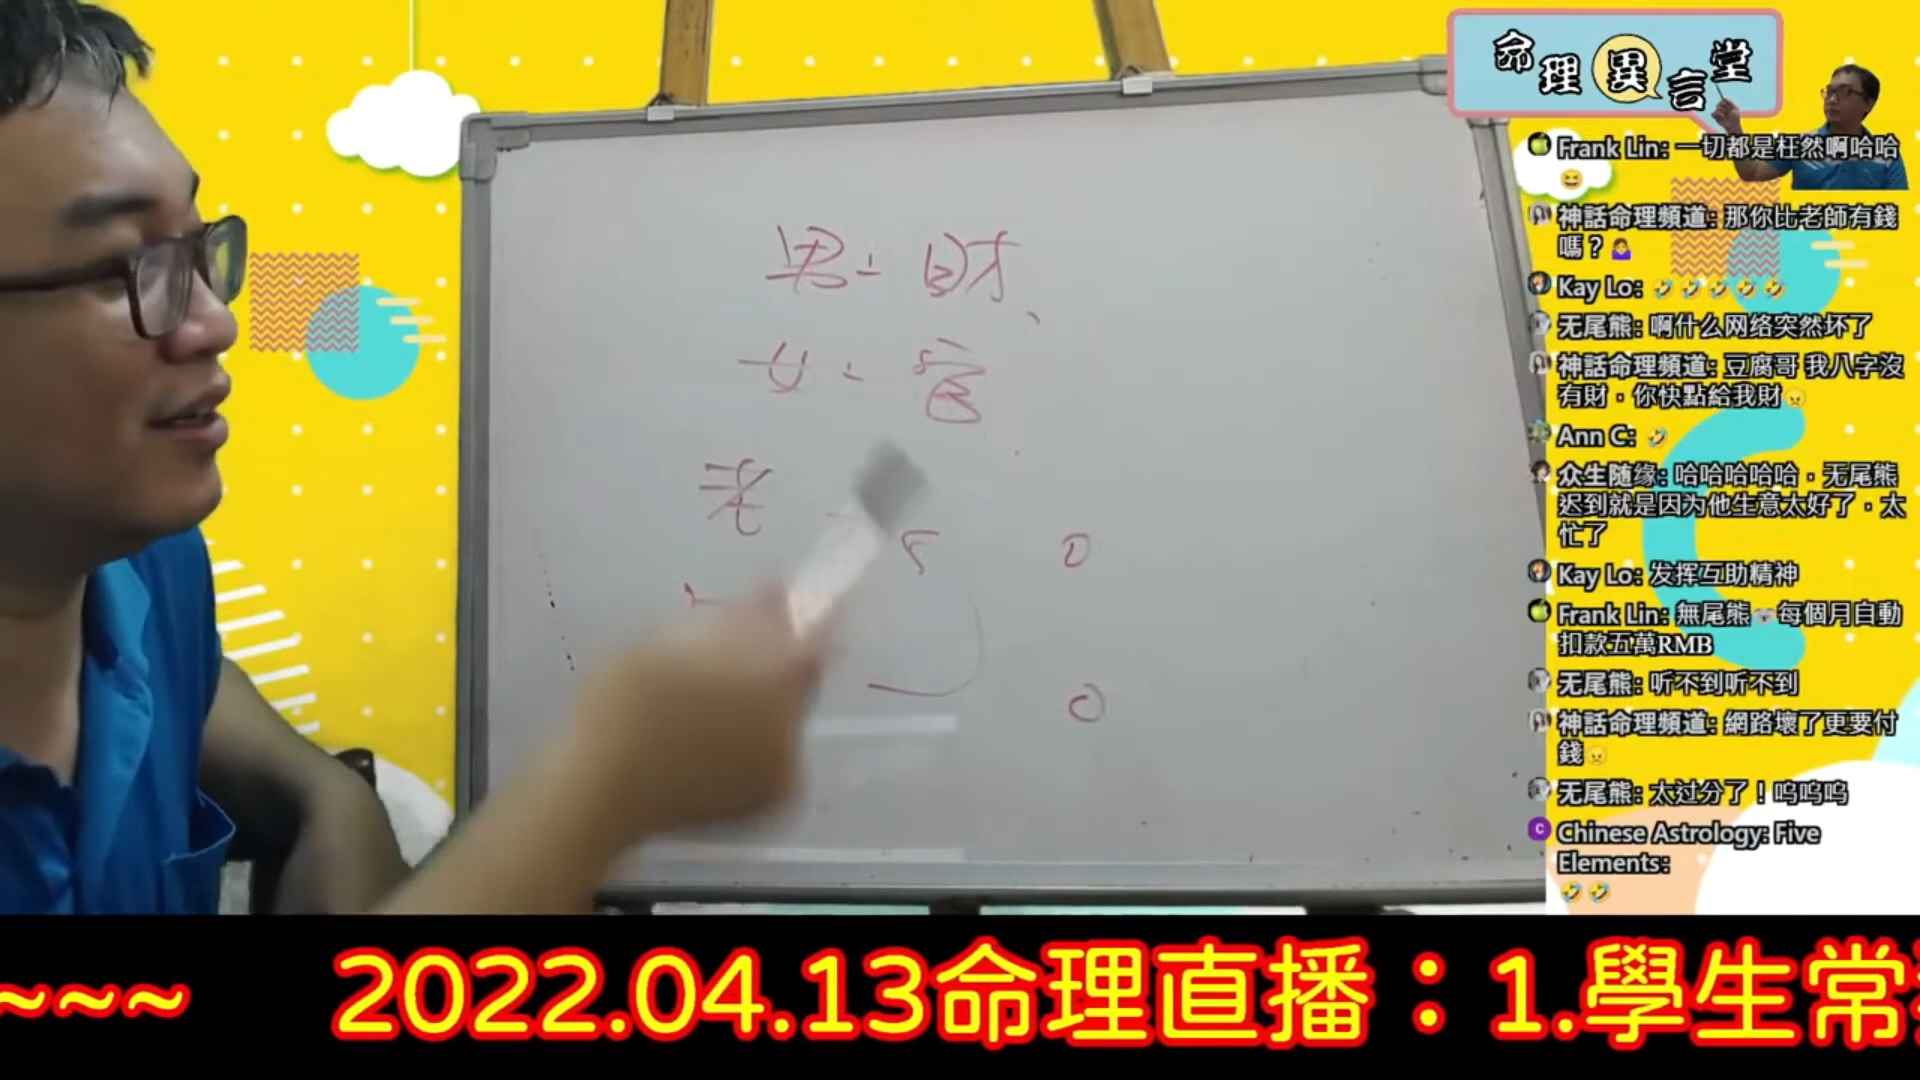 命理異言堂
男：財
女：官
老
Frank Lin: 一切都是枉然啊哈哈
😆
神話命理頻道: 那你比老師有錢
嗎？🤷‍♀️
Kay Lo: 🤣🤣🤣🤣🤣
无尾熊: 啊什么网络突然坏了
神話命理頻道: 豆腐哥 我八字沒
有財，你快點給我財😠
Ann C: 🤣
众生随缘: 哈哈哈哈哈，无尾熊
迟到就是因为他生意太好了，太
忙了
Kay Lo: 发挥互助精神
Frank Lin: 無尾熊🐨每個月自動
扣款五萬RMB
无尾熊: 听不到听不到
神話命理頻道: 網路壞了更要付
錢😠
无尾熊: 太过分了！呜呜呜
Chinese Astrology: Five
Elements:
🤣🤣
~~~ 2022.04.13命理直播：1.學生常